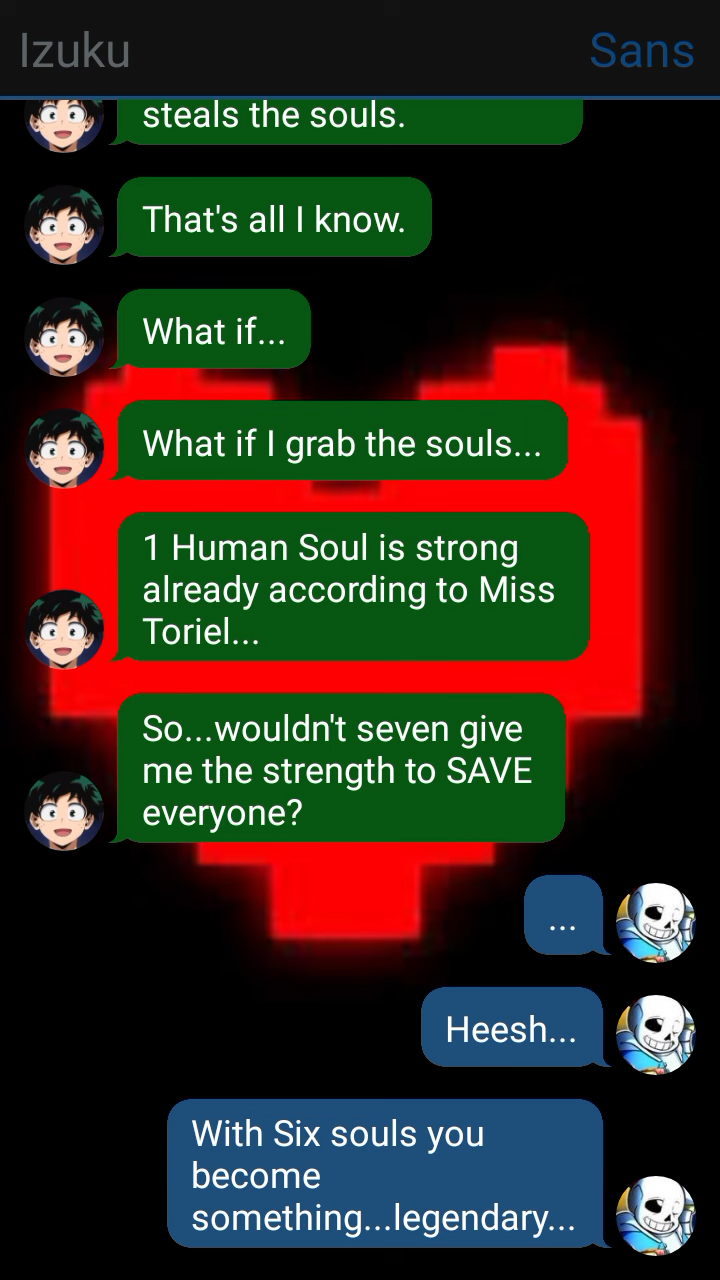 Izuku
Sans
steals the souls.
That's all I know.
What if...
What if I grab the souls...
1 Human Soul is strong
already according to Miss
Toriel...
So...wouldn't seven give
me the strength to SAVE
everyone?
...
Heesh...
With Six souls you
become
something...legendary...